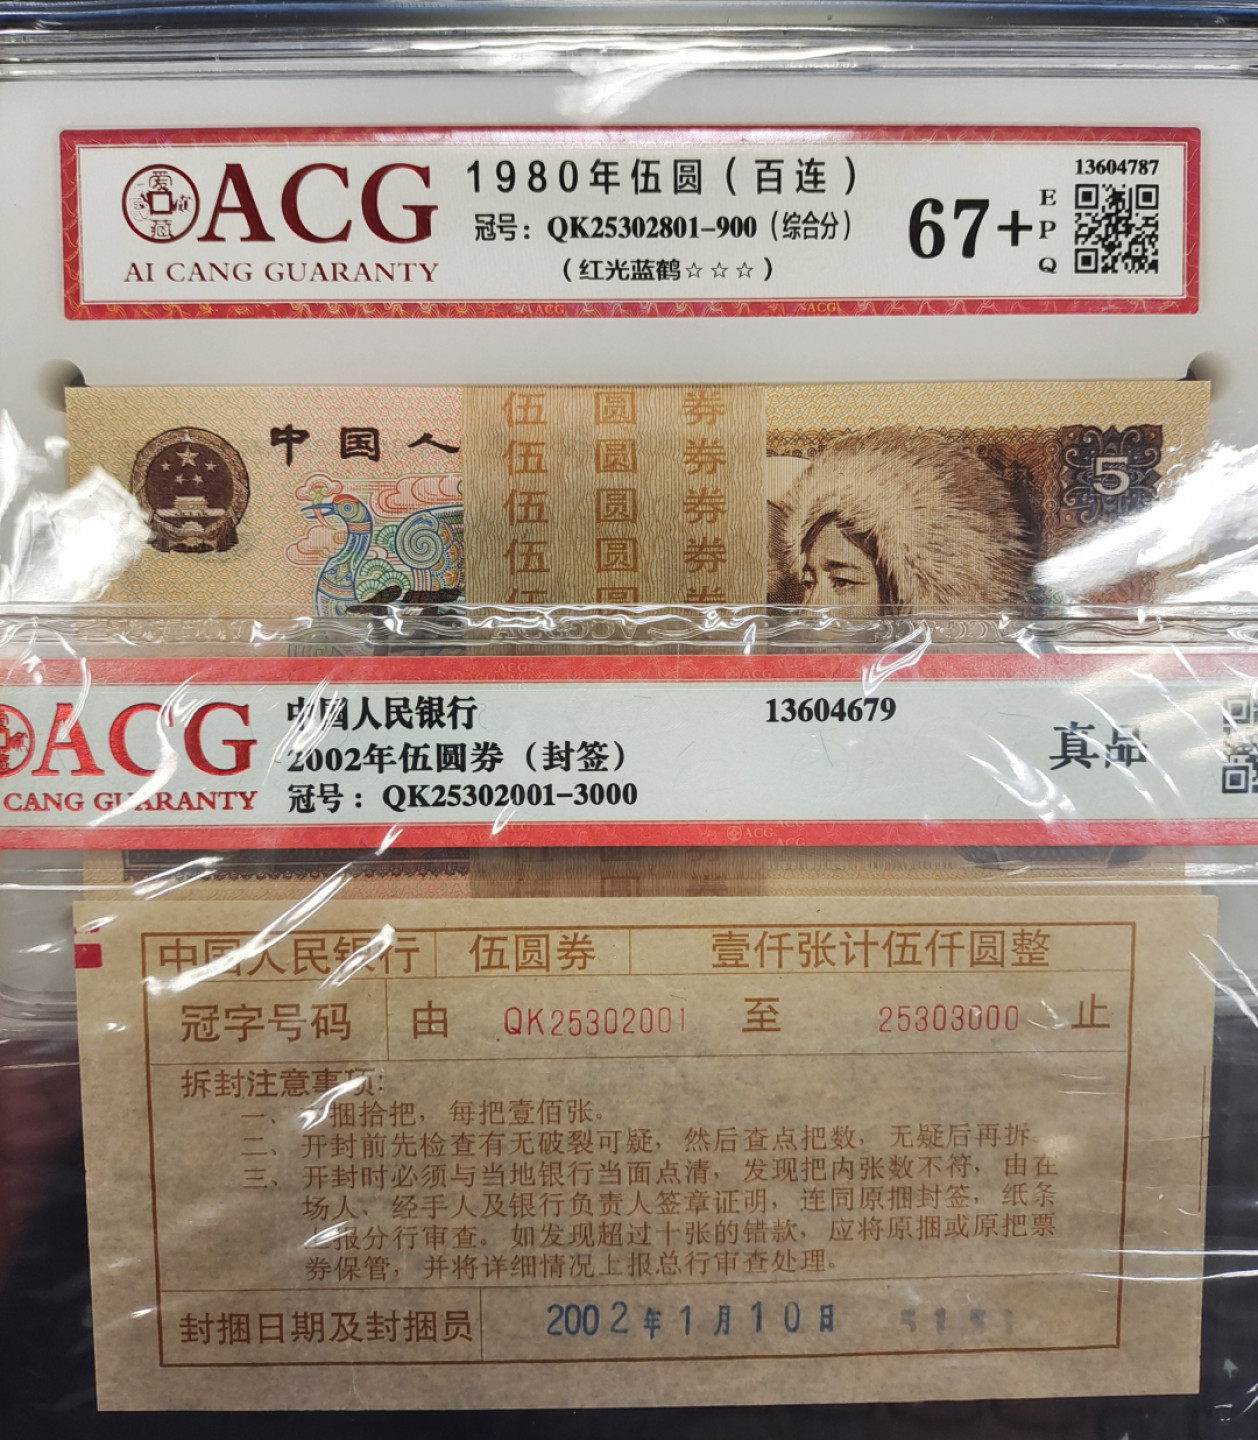 ACG
AI CANG GUARANTY
1980年伍圆（百连）
冠号：QK25302801-900（综合分）
（红光蓝鹤☆☆☆）
67+
EPQ
13604787
中国人
伍 圆 券
伍 圆 券
伍 圆 券
伍 圆 券
5
ACG
CANG GUARANTY
中国人民银行
2002年伍圆券（封签）
冠号：QK25302001-3000
13604679
真品
中国人民银行 伍圆券 壹仟张计伍仟圆整
冠字号码 由 QK25302001 至 25303000 止
拆封注意事项:
一、捆拾把，每把壹佰张。
二、开封前先检查有无破裂可疑，然后查点把数，无疑后再拆。
三、开封时必须与当地银行当面点清，发现把内张数不符，由在
场人、经手人及银行负责人签章证明，连同原捆封签，纸条
上报分行审查。如发现超过十张的错款，应将原捆或原把票
券保管，并将详细情况上报总行审查处理。
封捆日期及封捆员 2002年1月10日